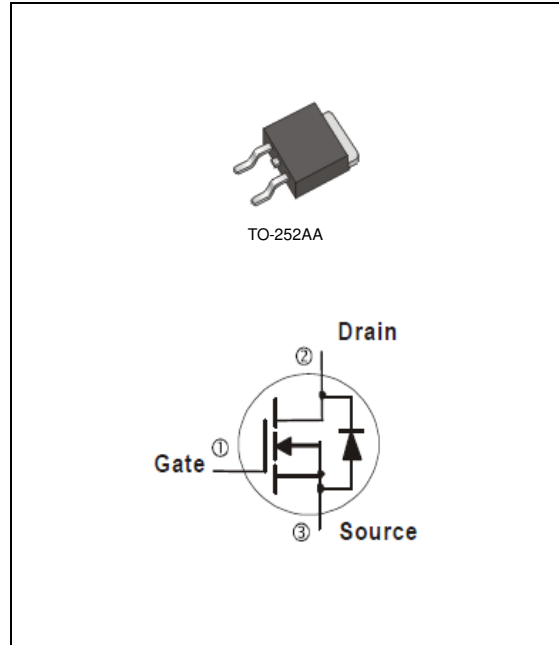 TO-252AA
Drain
②
①
Gate
③
Source